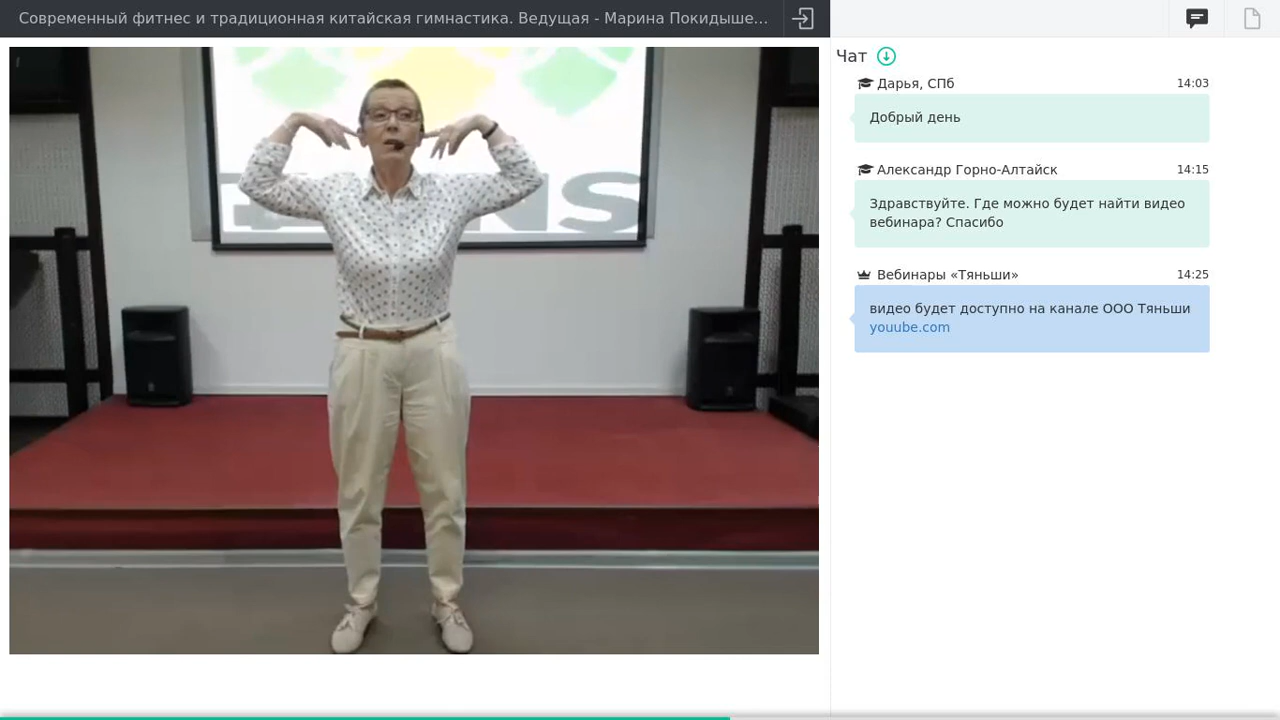 Современный фитнес и традиционная китайская гимнастика. Ведущая - Марина Покидыше...
Чат
Дарья, СПб 14:03
Добрый день
Александр Горно-Алтайск 14:15
Здравствуйте. Где можно будет найти видео
вебинара? Спасибо
Вебинары «Тяньши» 14:25
видео будет доступно на канале ООО Тяньши
youube.com